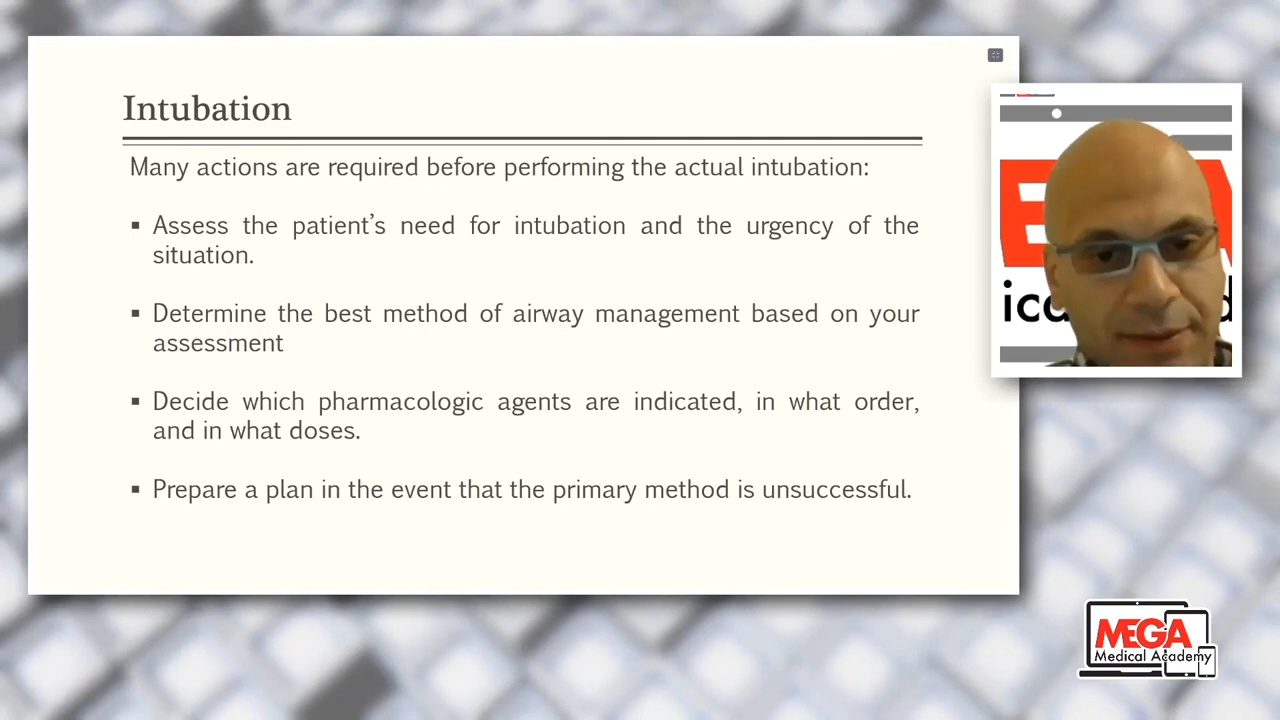 Intubation
Many actions are required before performing the actual intubation:
▪ Assess the patient’s need for intubation and the urgency of the
situation.
▪ Determine the best method of airway management based on your
assessment
▪ Decide which pharmacologic agents are indicated, in what order,
and in what doses.
▪ Prepare a plan in the event that the primary method is unsuccessful.
MEGA
Medical Academy